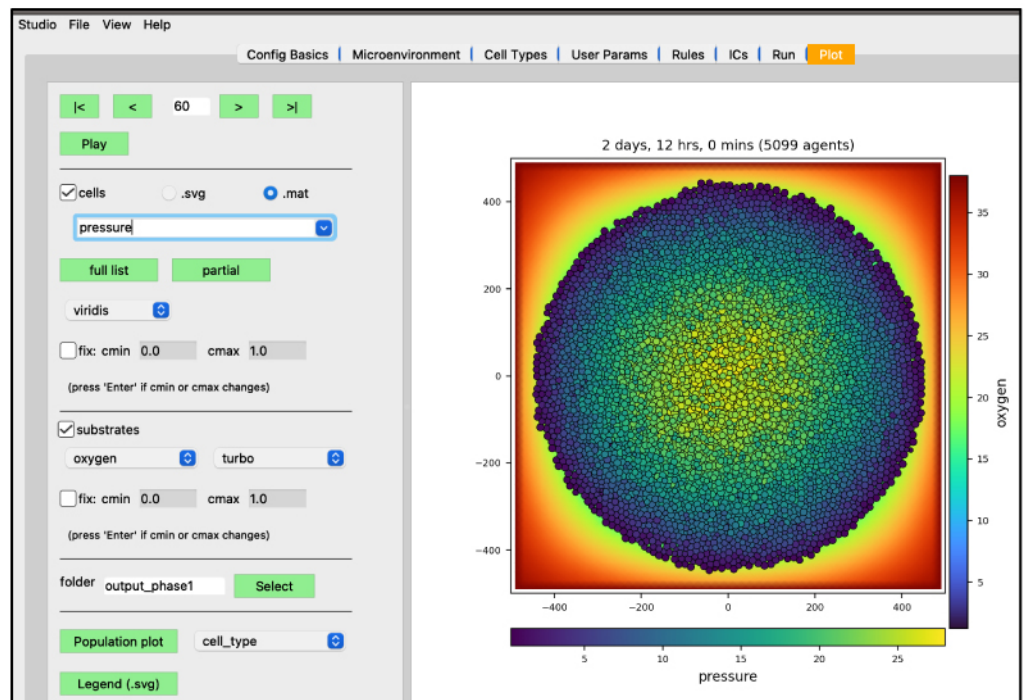 Studio File View Help
Config Basics Microenvironment Cell Types User Params Rules ICs Run Plot
|< < 60 > >|
Play
cells .svg .mat
pressure
full list partial
viridis
fix: cmin 0.0 cmax 1.0
(press 'Enter' if cmin or cmax changes)
substrates
oxygen turbo
fix: cmin 0.0 cmax 1.0
(press 'Enter' if cmin or cmax changes)
folder output_phase1 Select
Population plot cell_type
Legend (.svg)
2 days, 12 hrs, 0 mins (5099 agents)
400
200
0
−200
−400
−400 −200 0 200 400
35
30
25
20
15
10
5
oxygen
5 10 15 20 25
pressure